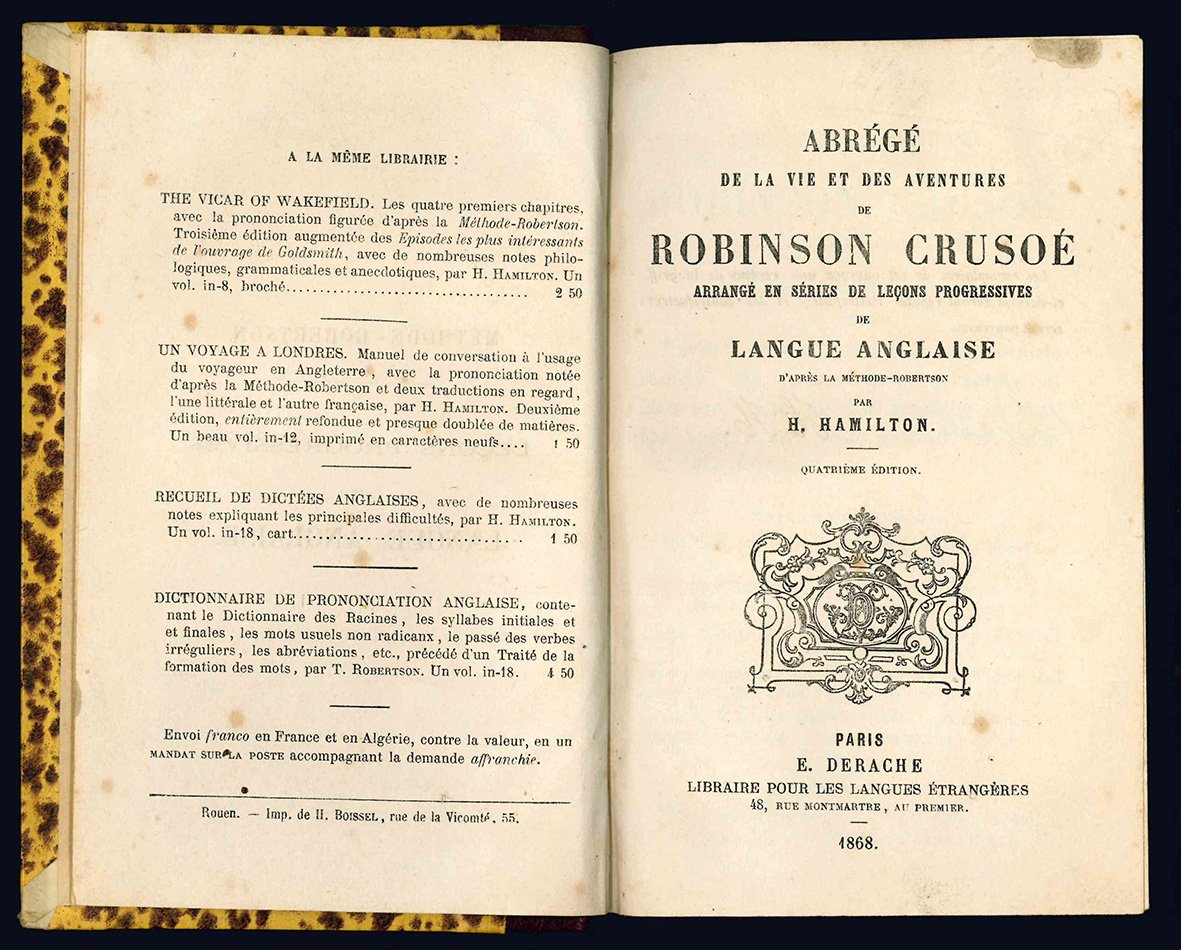 A LA MÊME LIBRAIRIE :
THE VICAR OF WAKEFIELD. Les quatre premiers chapitres,
avec la prononciation figurée d'après la Méthode-Robertson.
Troisième édition augmentée des Episodes les plus intéressants
de l'ouvrage de Goldsmith, avec de nombreuses notes philo-
logiques, grammaticales et anecdotiques, par H. HAMILTON. Un
vol. in-8, broché.................................. 2 50
UN VOYAGE A LONDRES. Manuel de conversation à l'usage
du voyageur en Angleterre, avec la prononciation notée
d'après la Méthode-Robertson et deux traductions en regard,
l'une littérale et l'autre française, par H. HAMILTON. Deuxième
édition, entièrement refondue et presque doublée de matières.
Un beau vol. in-12, imprimé en caractères neufs.... 1 50
RECUEIL DE DICTÉES ANGLAISES, avec de nombreuses
notes expliquant les principales difficultés, par H. HAMILTON.
Un vol. in-18, cart................................ 1 50
DICTIONNAIRE DE PRONONCIATION ANGLAISE, conte-
nant le Dictionnaire des Racines, les syllabes initiales et
et finales, les mots usuels non radicanx, le passé des verbes
irréguliers, les abréviations, etc., précédé d'un Traité de la
formation des mots, par T. ROBERTSON. Un vol. in-18. 4 50
Envoi franco en France et en Algérie, contre la valeur, en un
MANDAT SUR LA POSTE accompagnant la demande affranchie.
Rouen. — Imp. de H. BOISSEL, rue de la Vicomté, 55.
ABRÉGÉ
DE LA VIE ET DES AVENTURES
DE
ROBINSON CRUSOÉ
ARRANGÉ EN SÉRIES DE LEÇONS PROGRESSIVES
DE
LANGUE ANGLAISE
D'APRÈS LA MÉTHODE-ROBERTSON
PAR
H. HAMILTON.
QUATRIÈME ÉDITION.
PARIS
E. DERACHE
LIBRAIRE POUR LES LANGUES ÉTRANGÈRES
48, RUE MONTMARTRE, AU PREMIER.
1868.